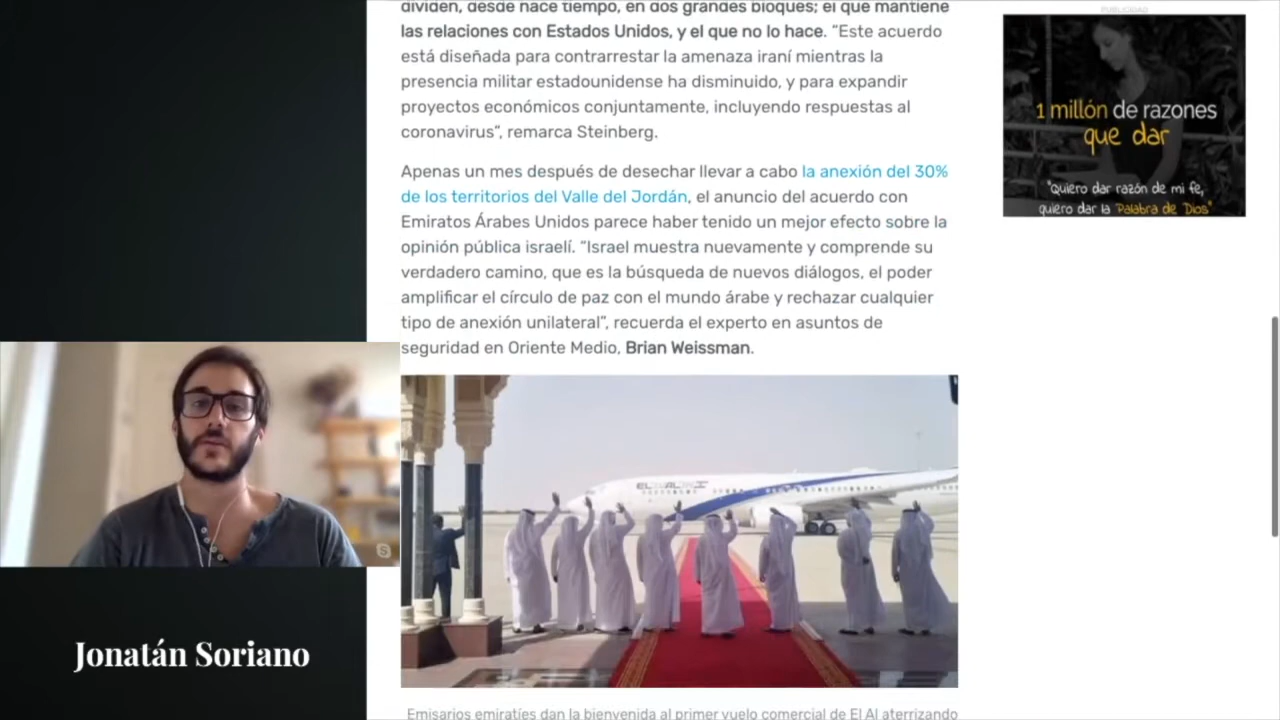 dividen, desde hace tiempo, en dos grandes bloques; el que mantiene
las relaciones con Estados Unidos, y el que no lo hace. “Este acuerdo
está diseñada para contrarrestar la amenaza iraní mientras la
presencia militar estadounidense ha disminuido, y para expandir
proyectos económicos conjuntamente, incluyendo respuestas al
coronavirus”, remarca Steinberg.
Apenas un mes después de desechar llevar a cabo la anexión del 30%
de los territorios del Valle del Jordán, el anuncio del acuerdo con
Emiratos Árabes Unidos parece haber tenido un mejor efecto sobre la
opinión pública israelí. “Israel muestra nuevamente y comprende su
verdadero camino, que es la búsqueda de nuevos diálogos, el poder
amplificar el círculo de paz con el mundo árabe y rechazar cualquier
tipo de anexión unilateral”, recuerda el experto en asuntos de
seguridad en Oriente Medio, Brian Weissman.
EL AL
Emisarios emiratíes dan la bienvenida al primer vuelo comercial de El Al aterrizando
PUBLICIDAD
1 millón de razones
que dar
"Quiero dar razón de mi fe,
quiero dar la Palabra de Dios"
Jonatán Soriano